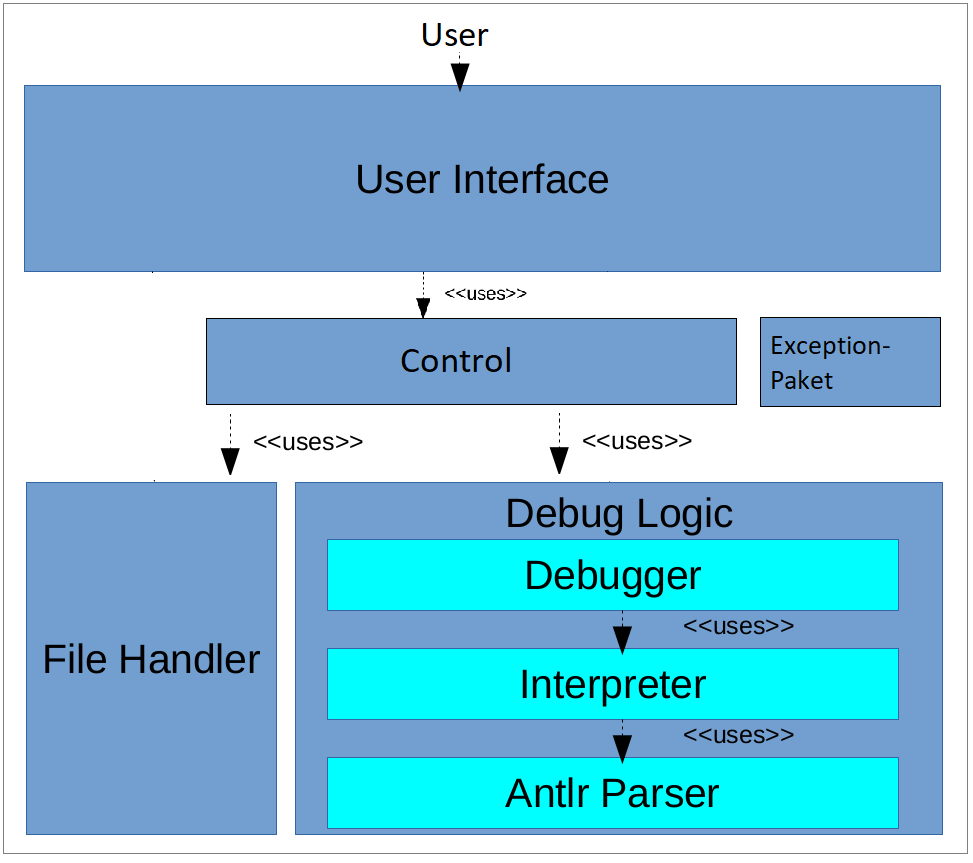 User
User Interface
<<uses>>
Control
Exception-
Paket
<<uses>>
<<uses>>
File Handler
Debug Logic
Debugger
<<uses>>
Interpreter
<<uses>>
Antlr Parser